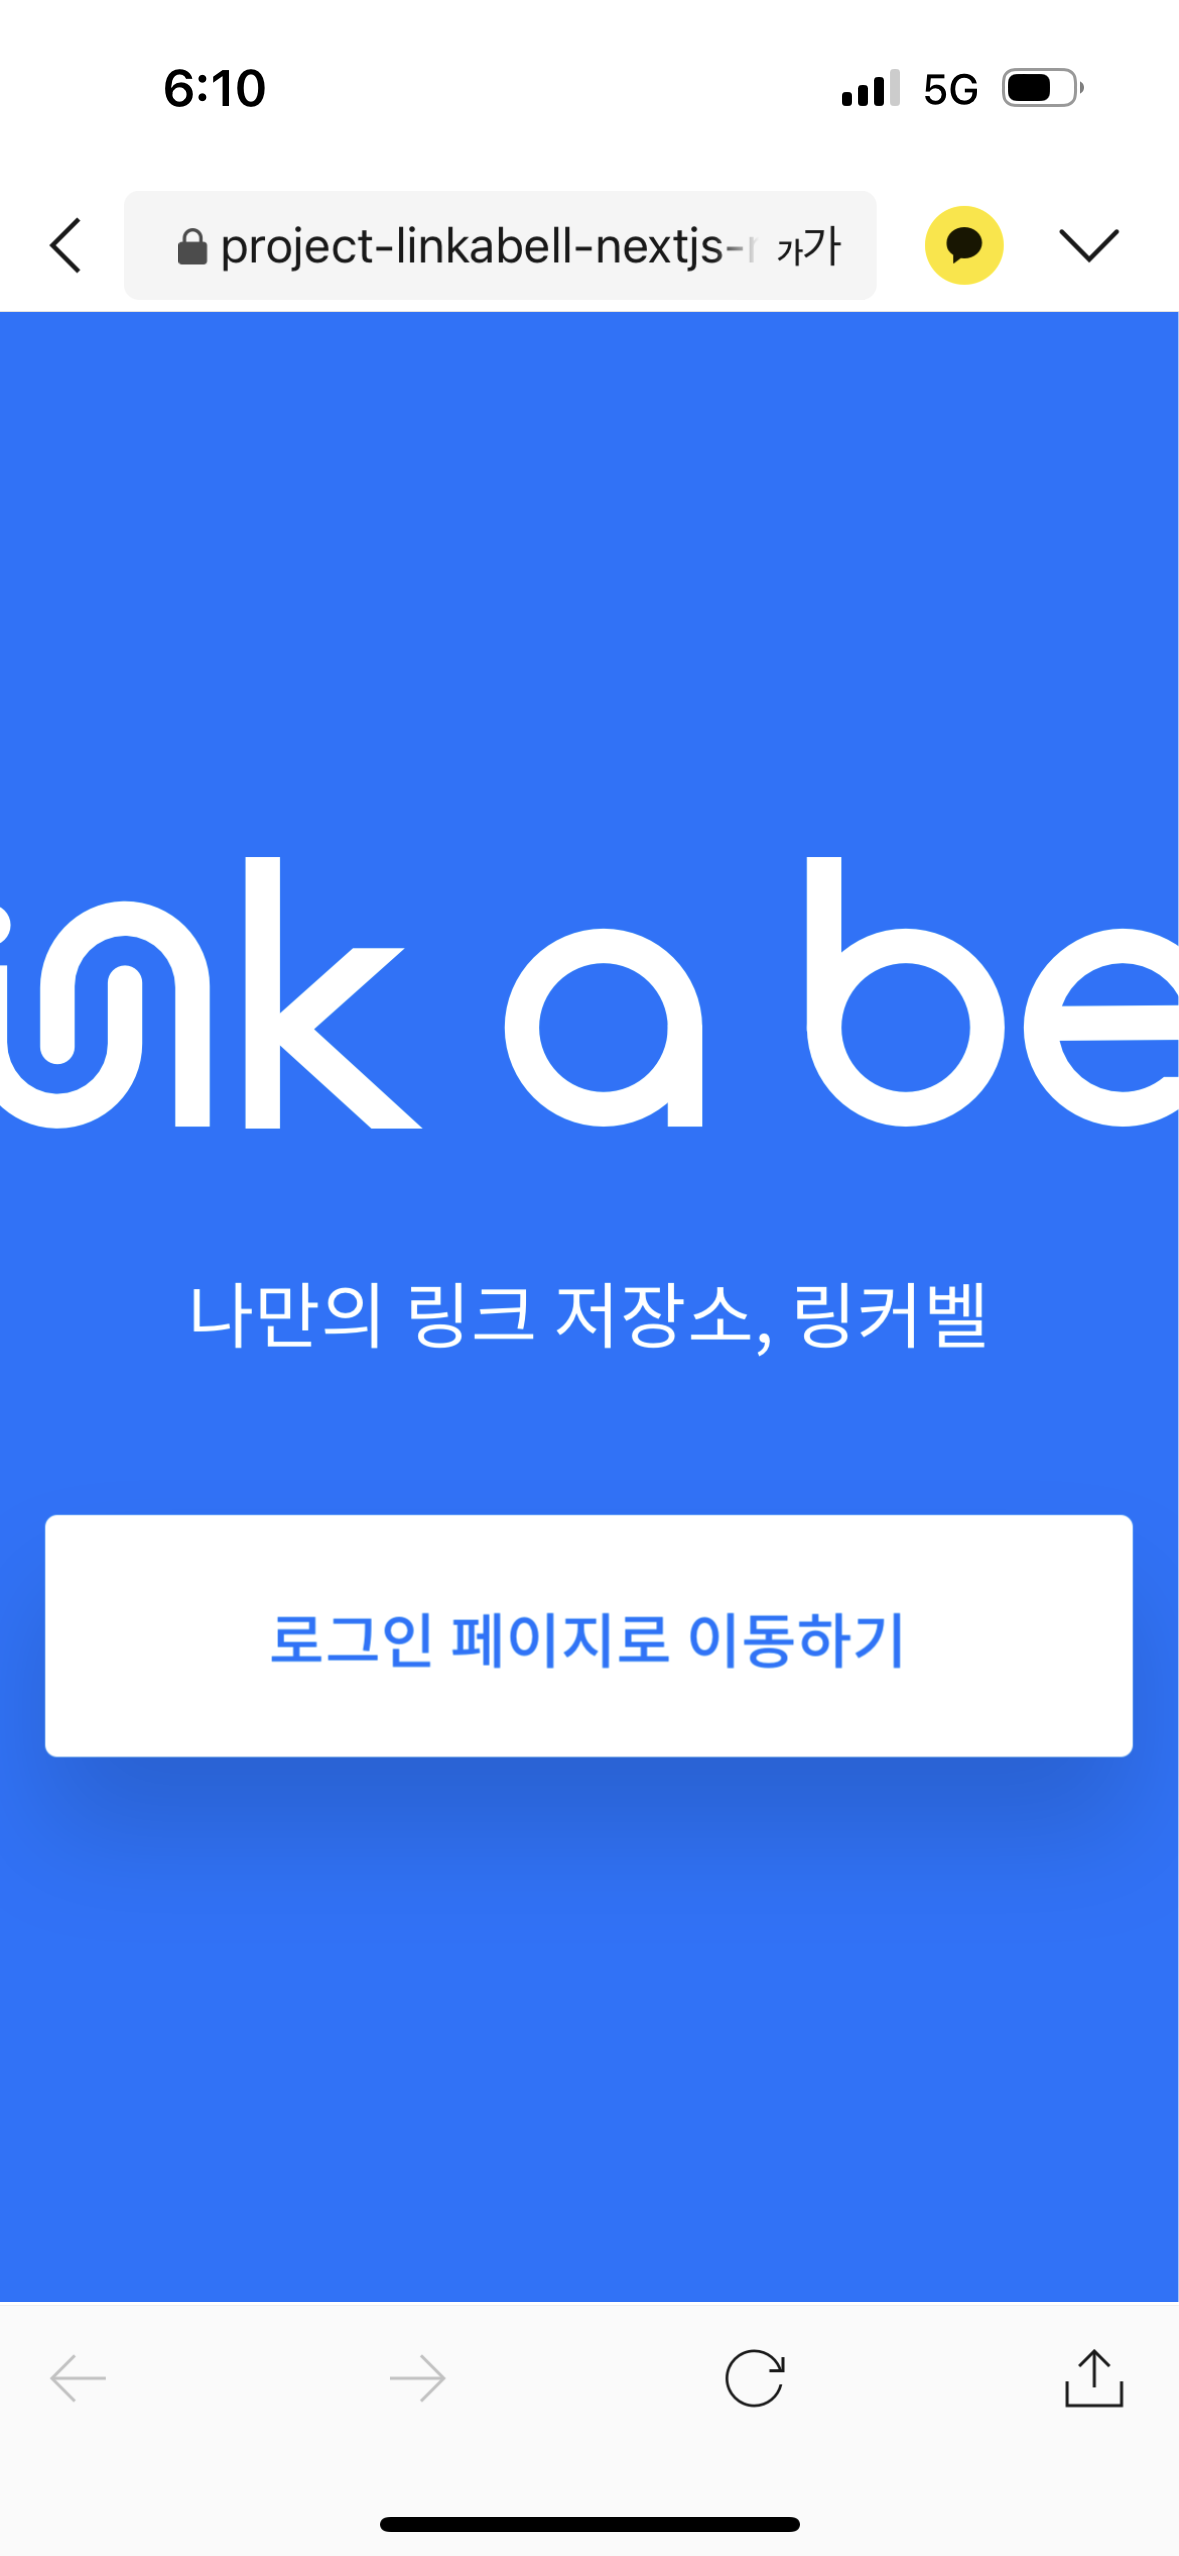 6:10 5G
project-linkabell-nextjs- 가가
ink a be
나만의 링크 저장소, 링커벨
로그인 페이지로 이동하기